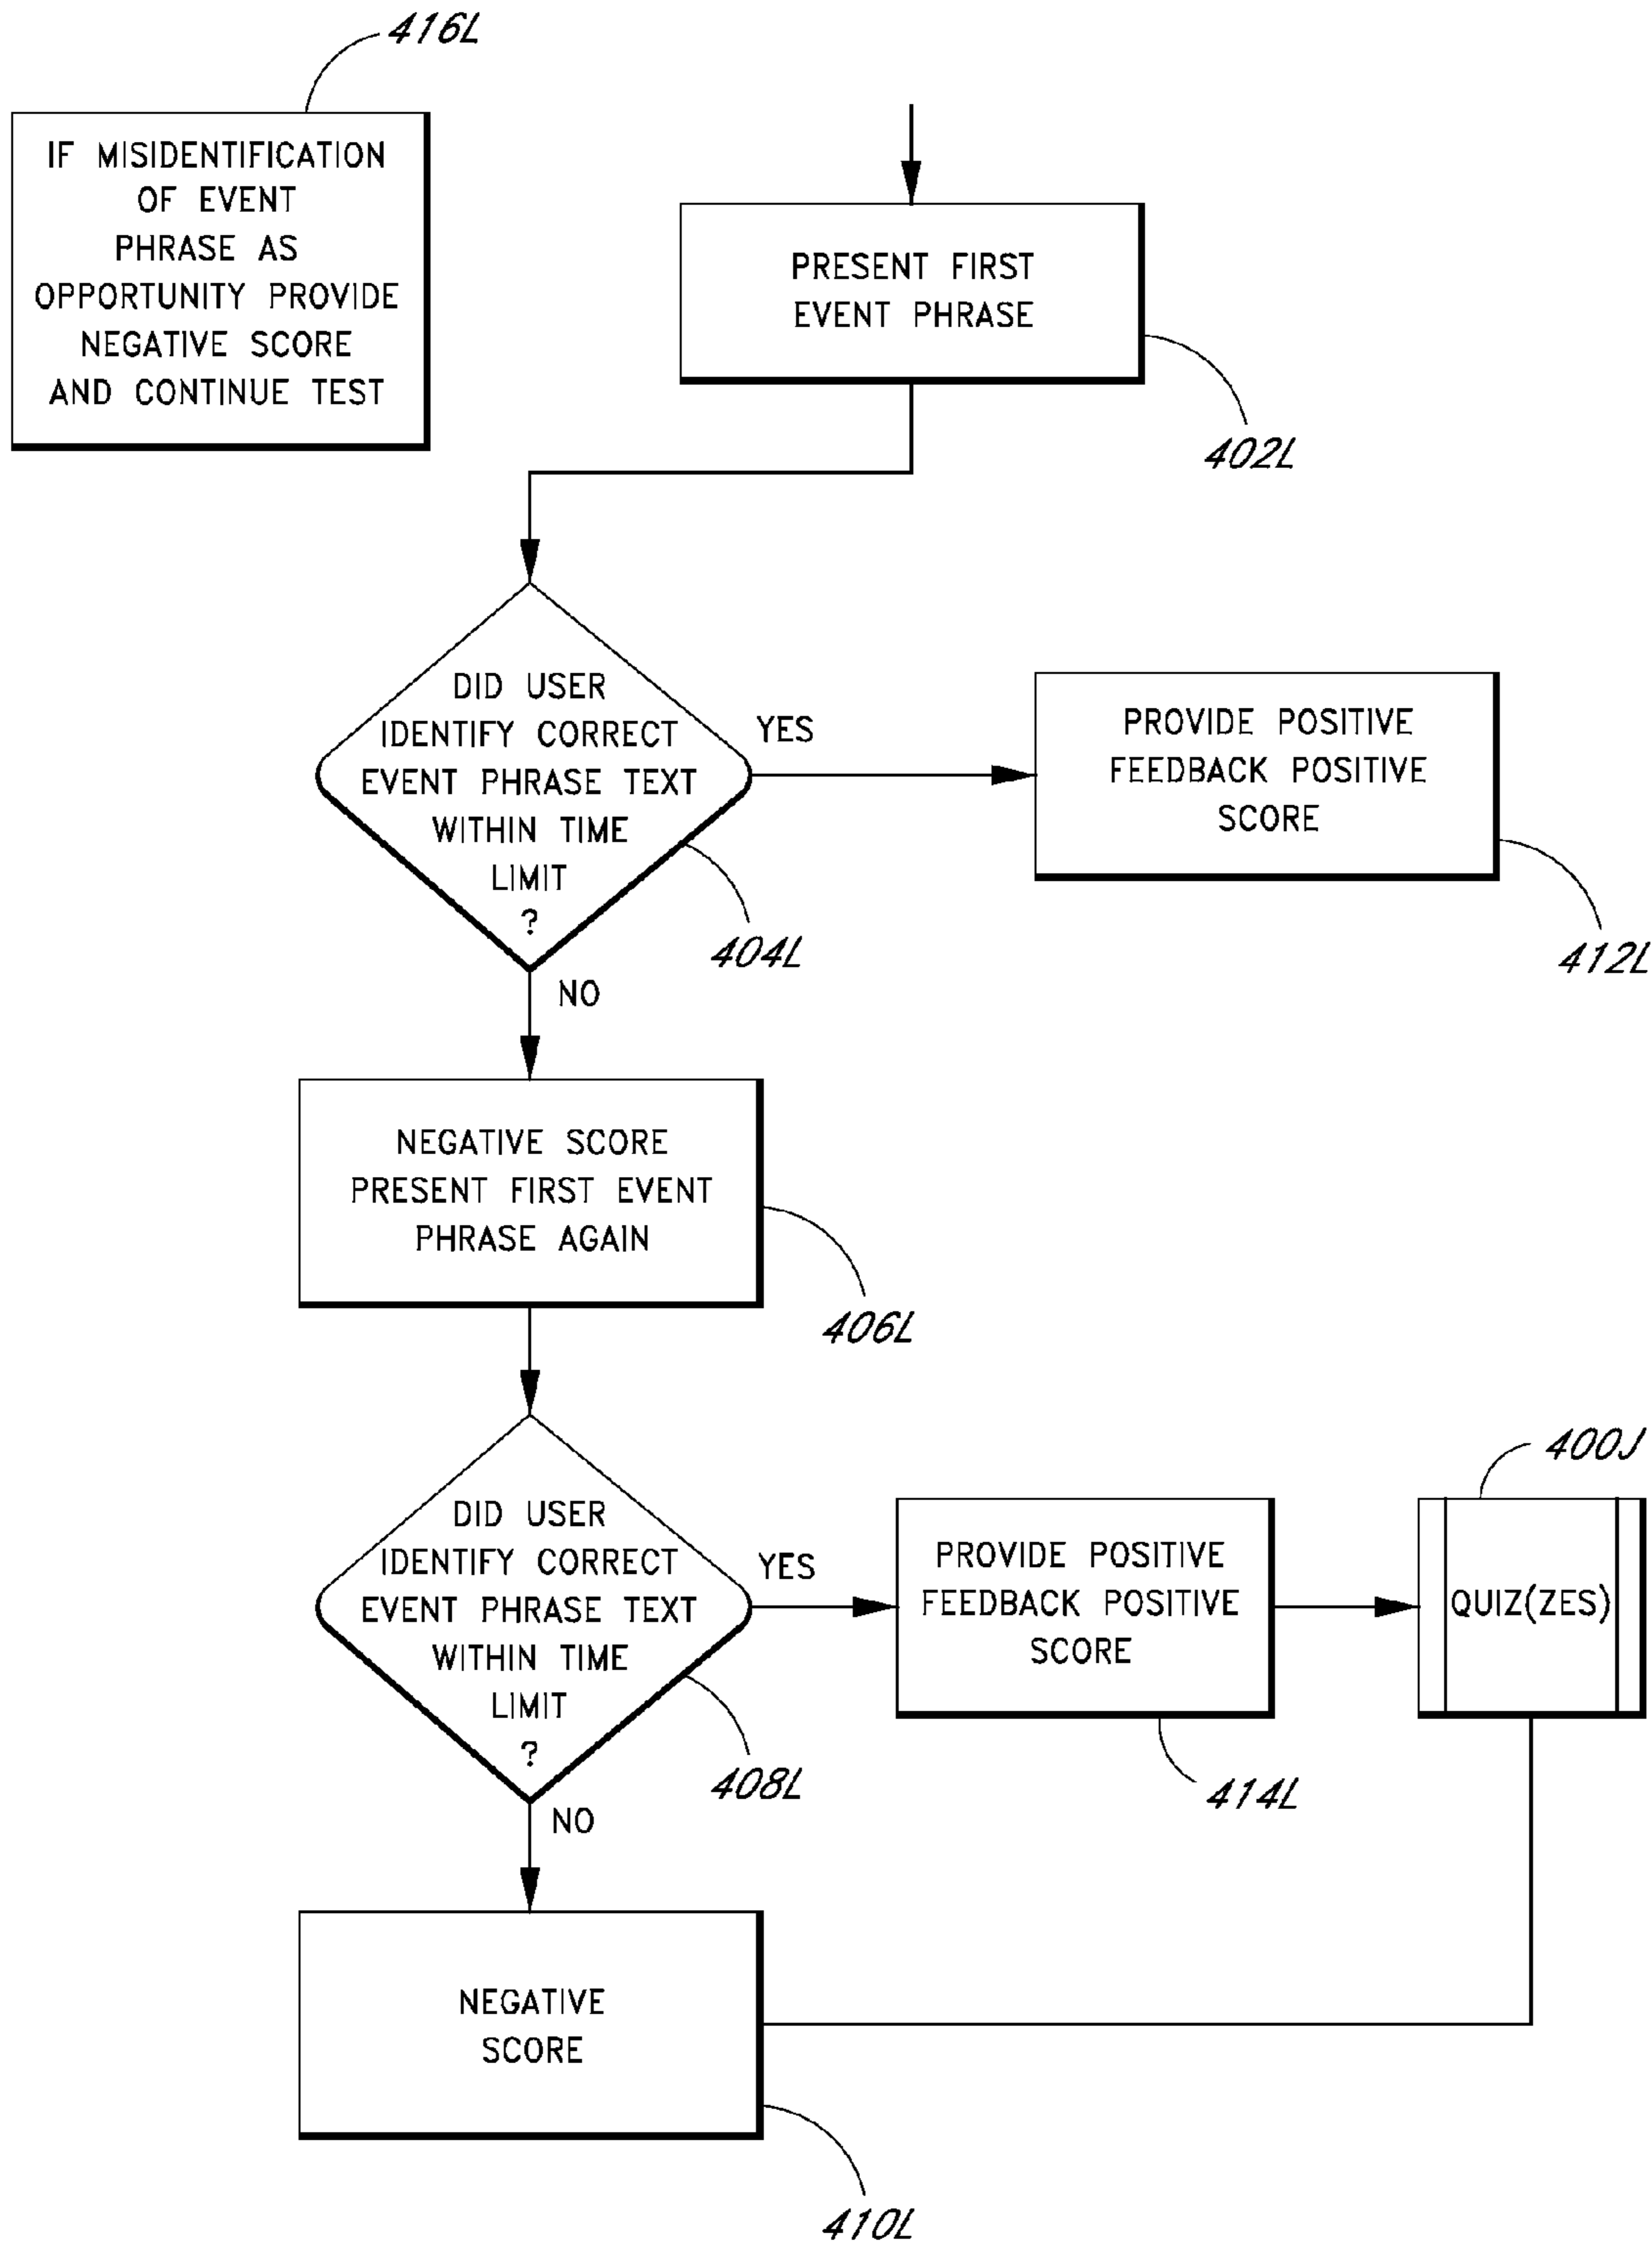 416L
IF MISIDENTIFICATION
OF EVENT
PHRASE AS
OPPORTUNITY PROVIDE
NEGATIVE SCORE
AND CONTINUE TEST
PRESENT FIRST
EVENT PHRASE
402L
DID USER
IDENTIFY CORRECT
EVENT PHRASE TEXT
WITHIN TIME
LIMIT
?
404L
YES
PROVIDE POSITIVE
FEEDBACK POSITIVE
SCORE
412L
NO
NEGATIVE SCORE
PRESENT FIRST EVENT
PHRASE AGAIN
406L
DID USER
IDENTIFY CORRECT
EVENT PHRASE TEXT
WITHIN TIME
LIMIT
?
408L
YES
PROVIDE POSITIVE
FEEDBACK POSITIVE
SCORE
414L
400J
QUIZ(ZES)
NO
NEGATIVE
SCORE
410L